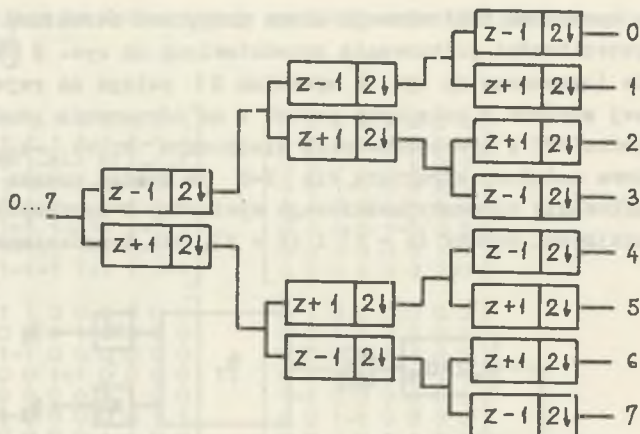 z-1 2↓ 0
z-1 2↓ z+1 2↓ 1
z+1 2↓ z+1 2↓ 2
z-1 2↓ z-1 2↓ 3
0...7 z+1 2↓ z-1 2↓ 4
z+1 2↓ z+1 2↓ 5
z-1 2↓ z+1 2↓ 6
z-1 2↓ 7